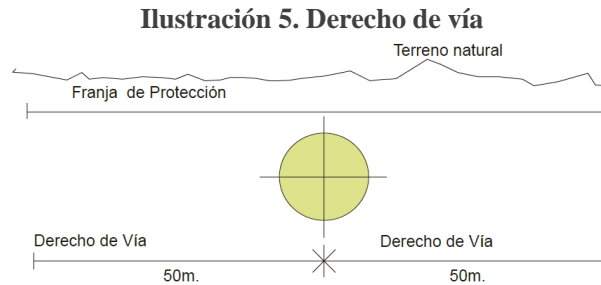 Ilustración 5. Derecho de vía
Terreno natural
Franja de Protección
Derecho de Vía Derecho de Vía
50m. 50m.